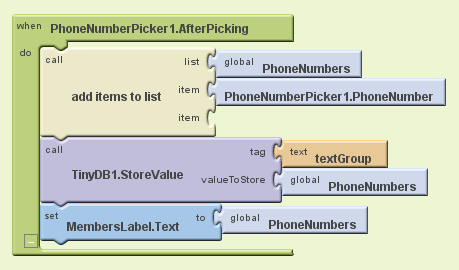 when PhoneNumberPicker1.AfterPicking
do
call add items to list
list global PhoneNumbers
item PhoneNumberPicker1.PhoneNumber
item
call TinyDB1.StoreValue
tag text textGroup
valueToStore global PhoneNumbers
set MembersLabel.Text to global PhoneNumbers